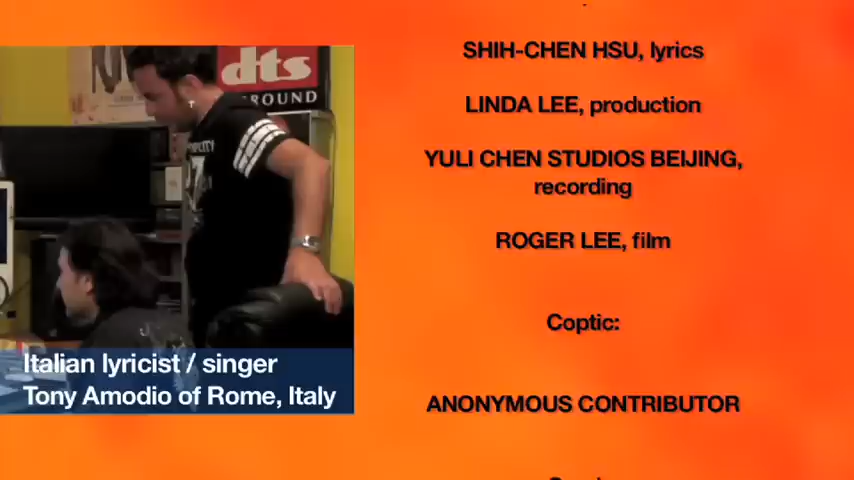 dts
ROUND
Italian lyricist / singer
Tony Amodio of Rome, Italy
SHIH-CHEN HSU, lyrics
LINDA LEE, production
YULI CHEN STUDIOS BEIJING,
recording
ROGER LEE, film
Coptic:
ANONYMOUS CONTRIBUTOR